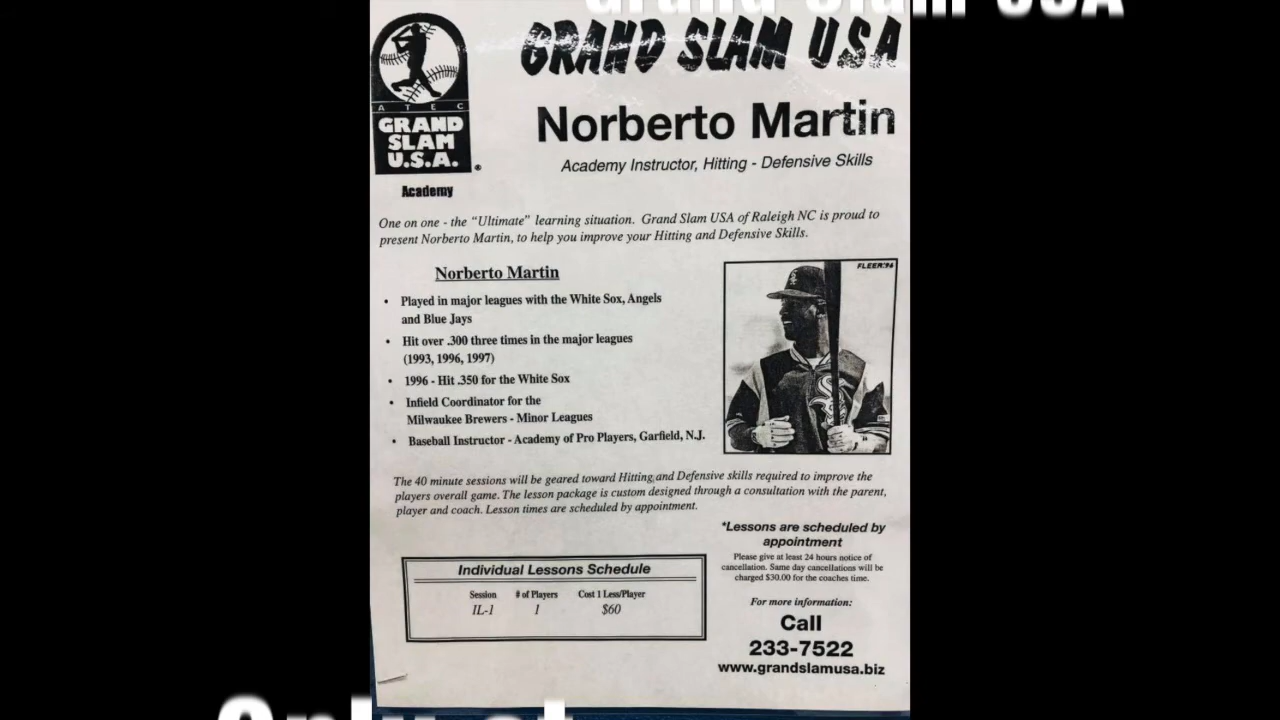 Grand Slam USA
GRAND SLAM USA
ATEC
GRAND
SLAM
U.S.A.
®
Academy
Norberto Martin
Academy Instructor, Hitting - Defensive Skills
One on one - the “Ultimate” learning situation. Grand Slam USA of Raleigh NC is proud to
present Norberto Martin, to help you improve your Hitting and Defensive Skills.
Norberto Martin
• Played in major leagues with the White Sox, Angels
and Blue Jays
• Hit over .300 three times in the major leagues
(1993, 1996, 1997)
• 1996 - Hit .350 for the White Sox
• Infield Coordinator for the
Milwaukee Brewers - Minor Leagues
• Baseball Instructor - Academy of Pro Players, Garfield, N.J.
FLEER'96
Sox
The 40 minute sessions will be geared toward Hitting and Defensive skills required to improve the
players overall game. The lesson package is custom designed through a consultation with the parent,
player and coach. Lesson times are scheduled by appointment.
*Lessons are scheduled by
appointment
Please give at least 24 hours notice of
cancellation. Same day cancellations will be
charged $30.00 for the coaches time.
Individual Lessons Schedule
Session # of Players Cost 1 Less/Player
IL-1 1 $60
For more information:
Call
233-7522
www.grandslamusa.biz
Only at